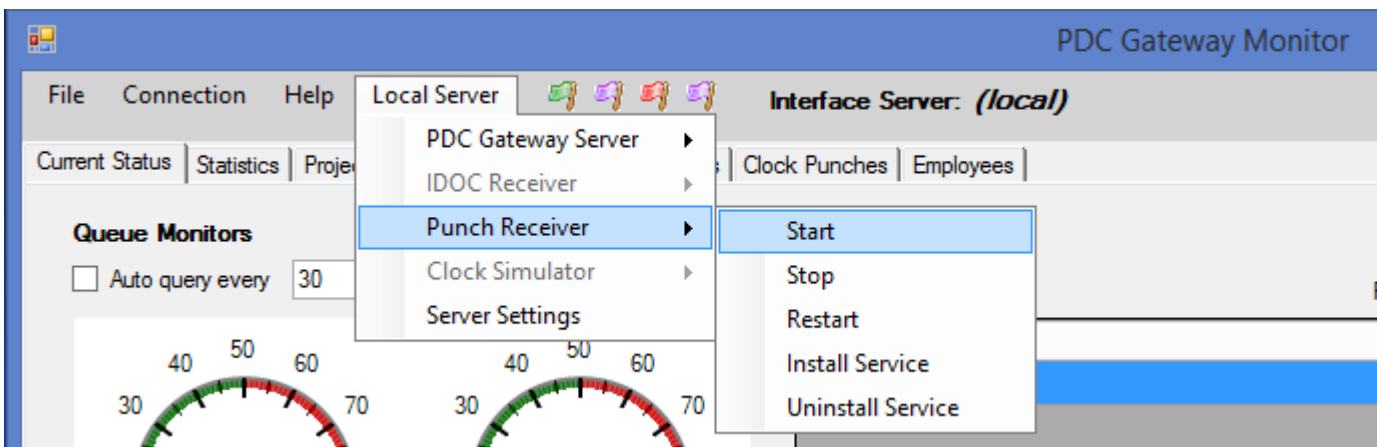 PDC Gateway Monitor
File Connection Help Local Server Interface Server: (local)
PDC Gateway Server
Current Status Statistics Clock Punches Employees
IDOC Receiver
Queue Monitors
Punch Receiver
Start
Auto query every 30
Clock Simulator
Stop
Server Settings
Restart
Install Service
Uninstall Service
40 50 60 40 50 60
30 70 30 70